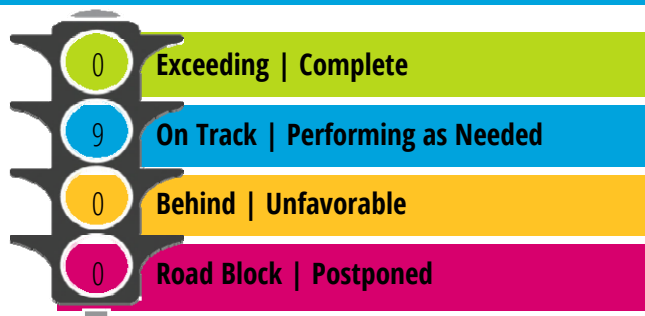 0 Exceeding | Complete
9 On Track | Performing as Needed
0 Behind | Unfavorable
0 Road Block | Postponed